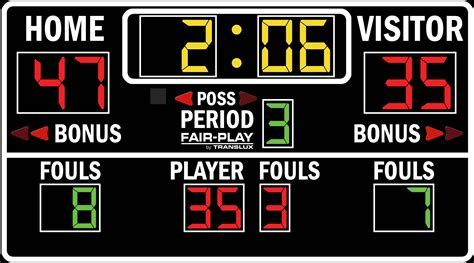 HOME 2:06 VISITOR
47 35
POSS
PERIOD 3
BONUS FAIR-PLAY BONUS
by TRANSLUX
FOULS PLAYER FOULS FOULS
8 35 3 7